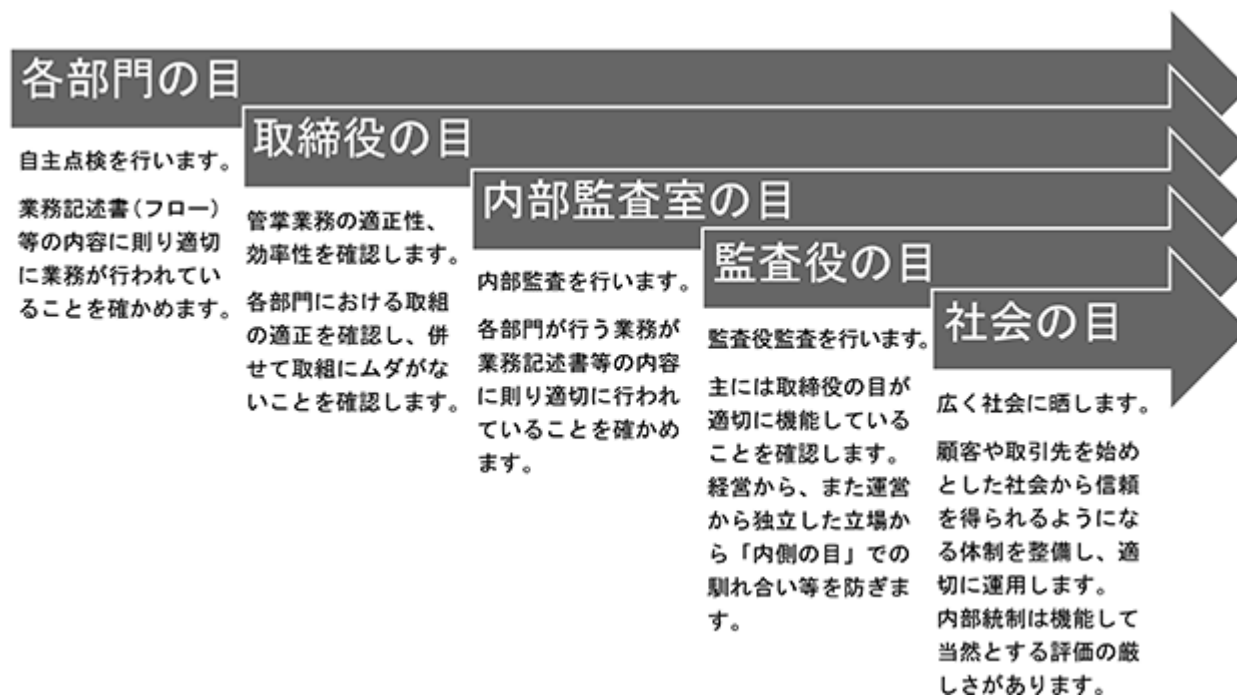 各部門の目
自主点検を行います。
業務記述書(フロー)
等の内容に則り適切
に業務が行われてい
ることを確かめます。
取締役の目
管掌業務の適正性、
効率性を確認します。
各部門における取組
の適正を確認し、併
せて取組にムダがな
いことを確認します。
内部監査室の目
内部監査を行います。
各部門が行う業務が
業務記述書等の内容
に則り適切に行われ
ていることを確かめ
ます。
監査役の目
監査役監査を行います。
主には取締役の目が
適切に機能している
ことを確認します。
経営から、また運営
から独立した立場か
ら「内側の目」での
馴れ合い等を防ぎま
す。
社会の目
広く社会に晒します。
顧客や取引先を始め
とした社会から信頼
を得られるようにな
る体制を整備し、適
切に運用します。
内部統制は機能して
当然とする評価の厳
しさがあります。